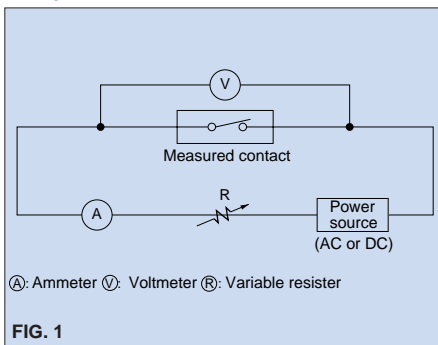 V
Measured contact
A
R
Power
source
(AC or DC)
Ⓐ: Ammeter Ⓥ: Voltmeter Ⓡ: Variable resister
FIG. 1